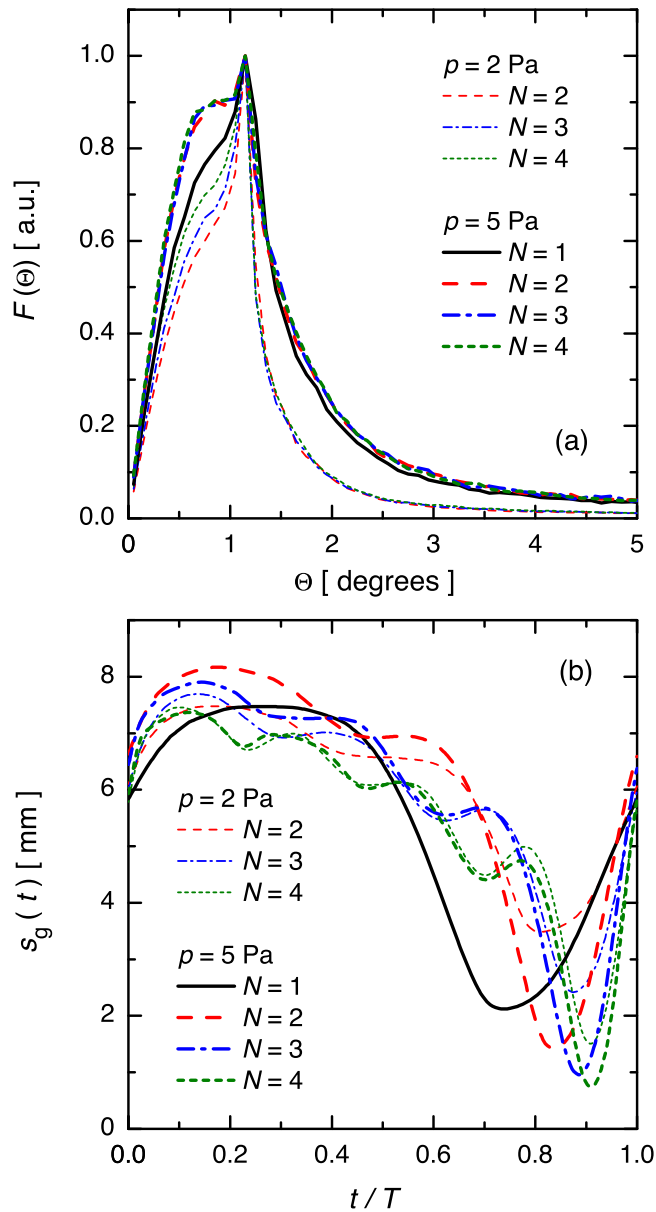 1.0
0.8
0.6
0.4
0.2
0.0
F (Θ) [ a.u. ]
p = 2 Pa
N = 2
N = 3
N = 4
p = 5 Pa
N = 1
N = 2
N = 3
N = 4
(a)
0 1 2 3 4 5
Θ [ degrees ]
8
6
4
2
0
s_g ( t ) [ mm ]
(b)
p = 2 Pa
N = 2
N = 3
N = 4
p = 5 Pa
N = 1
N = 2
N = 3
N = 4
0.0 0.2 0.4 0.6 0.8 1.0
t / T